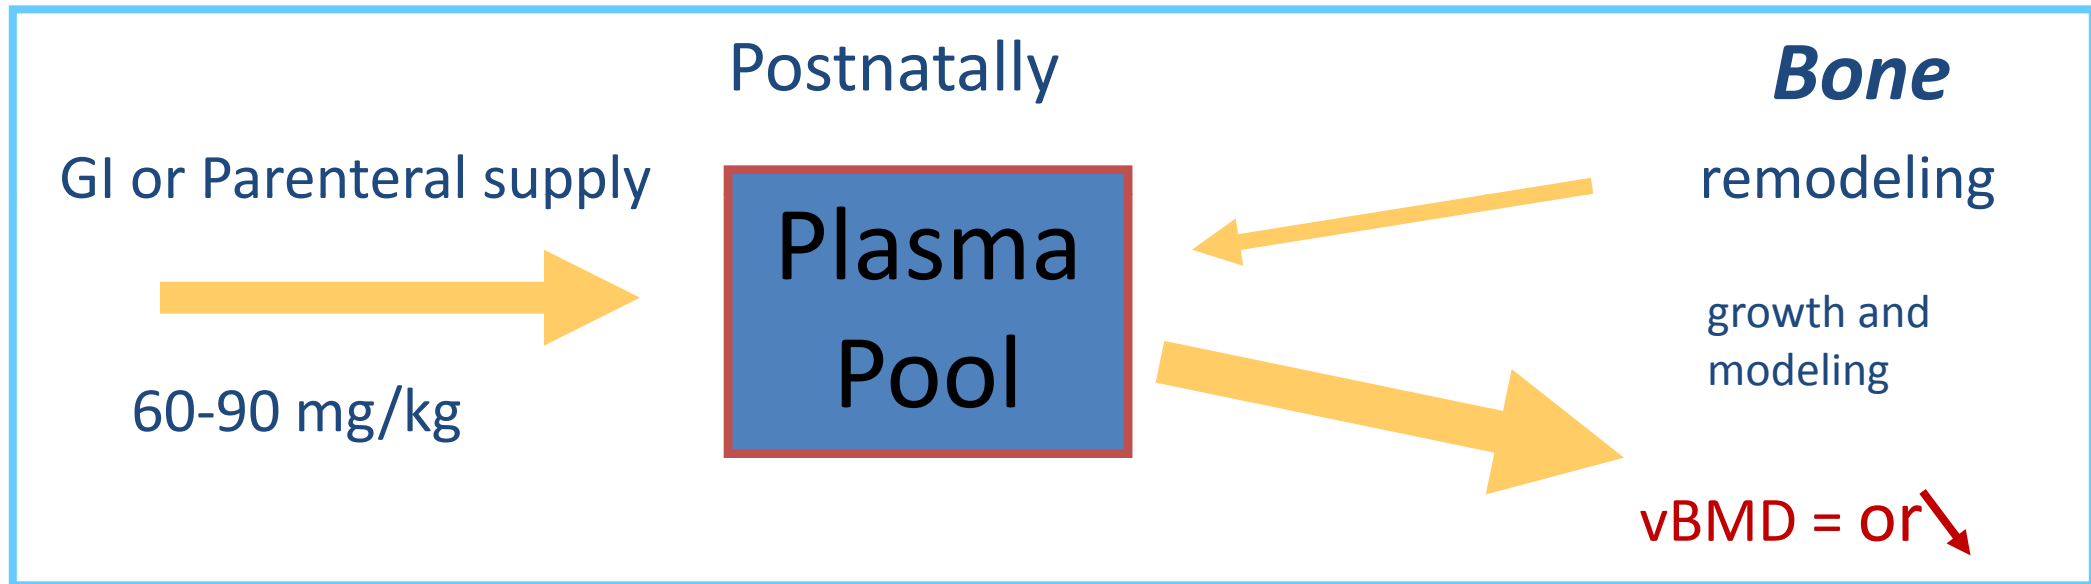 Postnatally
Bone
GI or Parenteral supply
remodeling
Plasma
Pool
growth and
modeling
60-90 mg/kg
vBMD = or